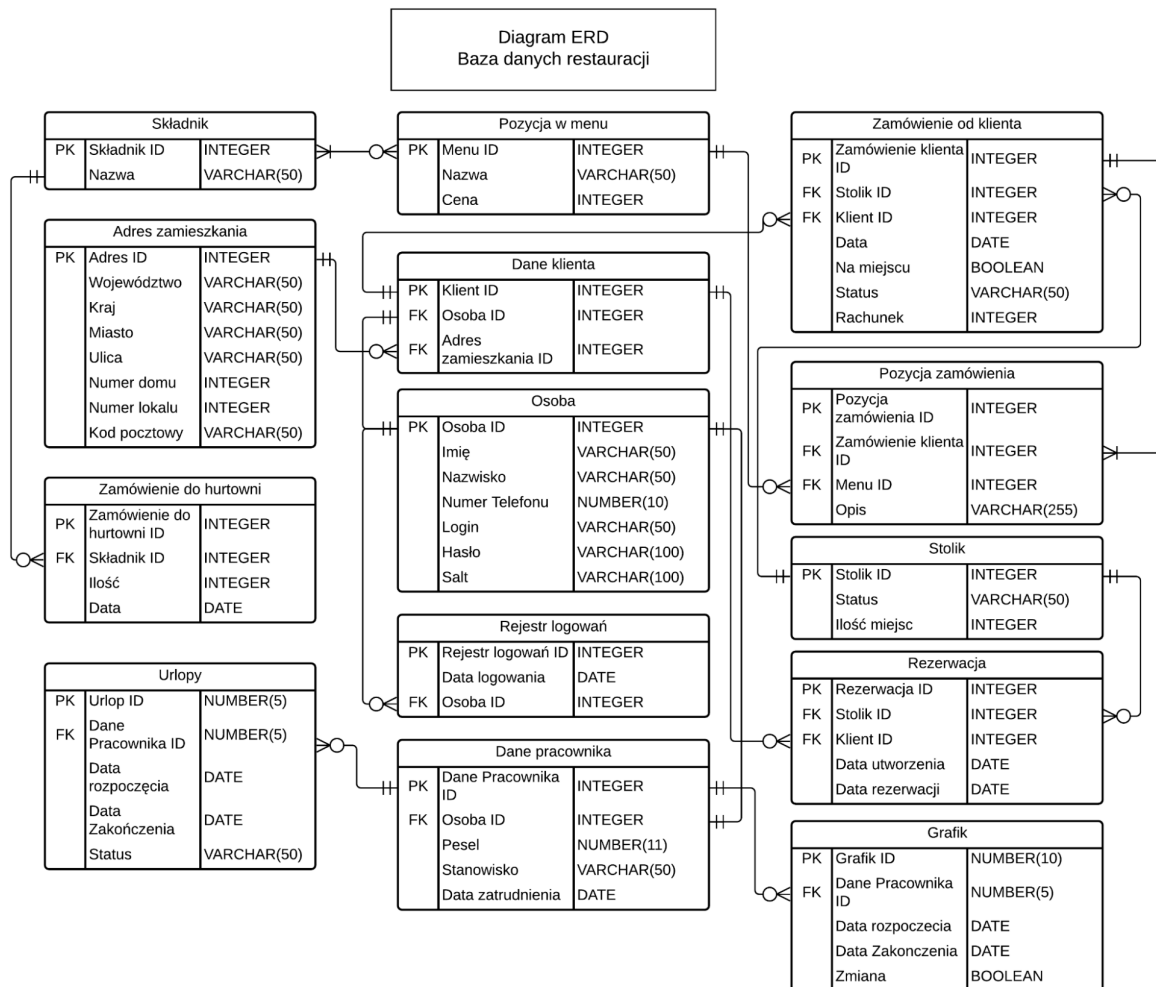 Diagram ERD
Baza danych restauracji
Składnik
PK Składnik ID INTEGER
Nazwa VARCHAR(50)
Adres zamieszkania
PK Adres ID INTEGER
Województwo VARCHAR(50)
Kraj VARCHAR(50)
Miasto VARCHAR(50)
Ulica VARCHAR(50)
Numer domu INTEGER
Numer lokalu INTEGER
Kod pocztowy VARCHAR(50)
Zamówienie do hurtowni
PK Zamówienie do
hurtowni ID INTEGER
FK Składnik ID INTEGER
Ilość INTEGER
Data DATE
Urlopy
PK Urlop ID NUMBER(5)
FK Dane
Pracownika ID NUMBER(5)
Data
rozpoczęcia DATE
Data
Zakończenia DATE
Status VARCHAR(50)
Pozycja w menu
PK Menu ID INTEGER
Nazwa VARCHAR(50)
Cena INTEGER
Dane klienta
PK Klient ID INTEGER
FK Osoba ID INTEGER
FK Adres
zamieszkania ID INTEGER
Osoba
PK Osoba ID INTEGER
Imię VARCHAR(50)
Nazwisko VARCHAR(50)
Numer Telefonu NUMBER(10)
Login VARCHAR(50)
Hasło VARCHAR(100)
Salt VARCHAR(100)
Rejestr logowań
PK Rejestr logowań ID INTEGER
Data logowania DATE
FK Osoba ID INTEGER
Dane pracownika
PK Dane Pracownika
ID INTEGER
FK Osoba ID INTEGER
Pesel NUMBER(11)
Stanowisko VARCHAR(50)
Data zatrudnienia DATE
Zamówienie od klienta
PK Zamówienie klienta
ID INTEGER
FK Stolik ID INTEGER
FK Klient ID INTEGER
Data DATE
Na miejscu BOOLEAN
Status VARCHAR(50)
Rachunek INTEGER
Pozycja zamówienia
PK Pozycja
zamówienia ID INTEGER
FK Zamówienie klienta
ID INTEGER
FK Menu ID INTEGER
Opis VARCHAR(255)
Stolik
PK Stolik ID INTEGER
Status VARCHAR(50)
Ilość miejsc INTEGER
Rezerwacja
PK Rezerwacja ID INTEGER
FK Stolik ID INTEGER
FK Klient ID INTEGER
Data utworzenia DATE
Data rezerwacji DATE
Grafik
PK Grafik ID NUMBER(10)
FK Dane Pracownika
ID NUMBER(5)
Data rozpoczecia DATE
Data Zakonczenia DATE
Zmiana BOOLEAN